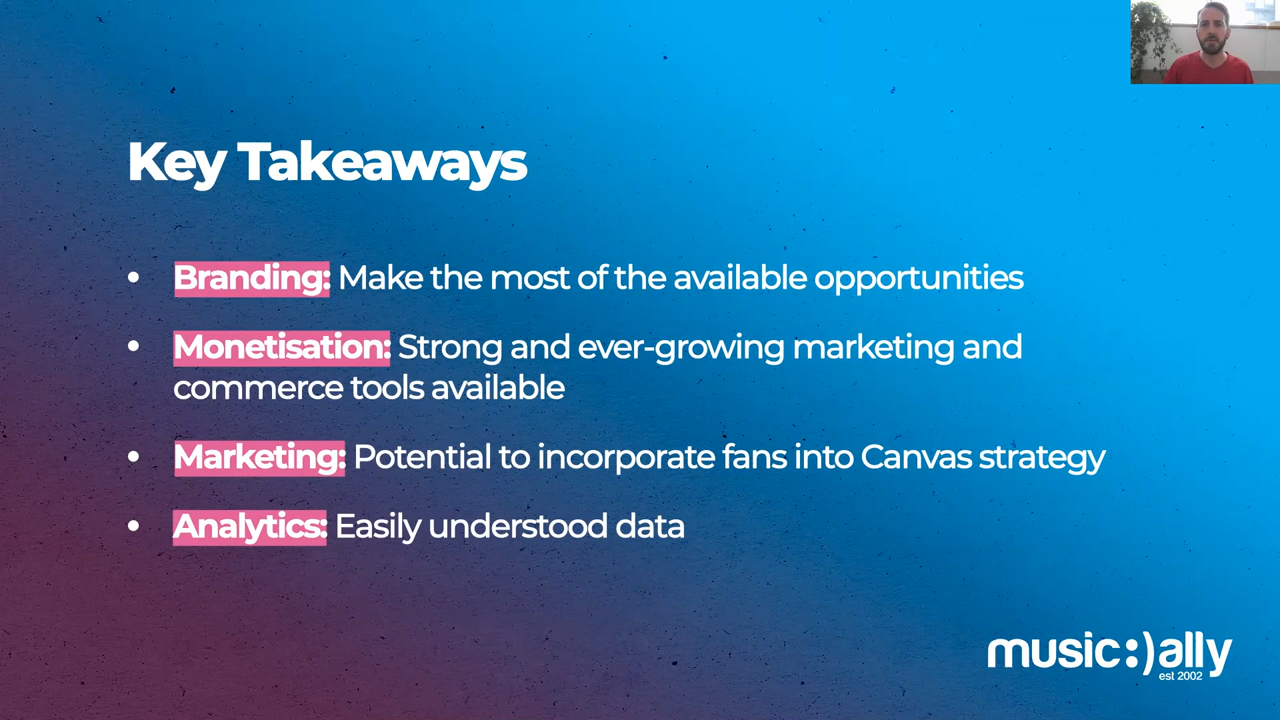 Key Takeaways
• Branding: Make the most of the available opportunities
• Monetisation: Strong and ever-growing marketing and
commerce tools available
• Marketing: Potential to incorporate fans into Canvas strategy
• Analytics: Easily understood data
music:)ally
est 2002